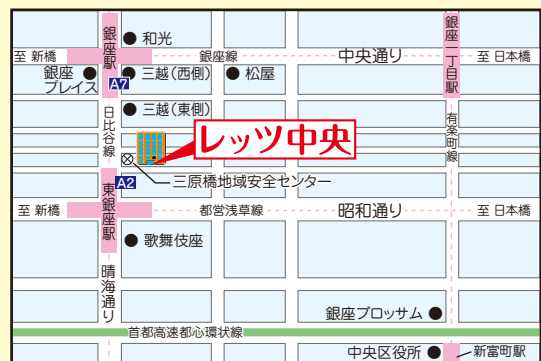 銀座駅
和光
至 新橋
銀座線
中央通り
銀座一丁目駅
至 日本橋
銀座
プレイス
A7
三越(西側)
松屋
三越(東側)
日比谷線
有楽町線
レッツ中央
A2
三原橋地域安全センター
東銀座駅
至 新橋
都営浅草線
昭和通り
至 日本橋
歌舞伎座
晴海通り
銀座ブロッサム
首都高速都心環状線
中央区役所
新富町駅